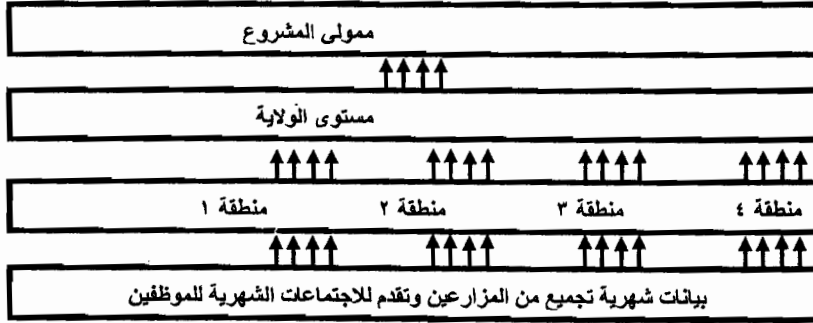 ممولى المشروع
مستوى الولاية
منطقة ١ منطقة ٢ منطقة ٣ منطقة ٤
بيانات شهرية تجميع من المزارعين وتقدم للاجتماعات الشهرية للموظفين